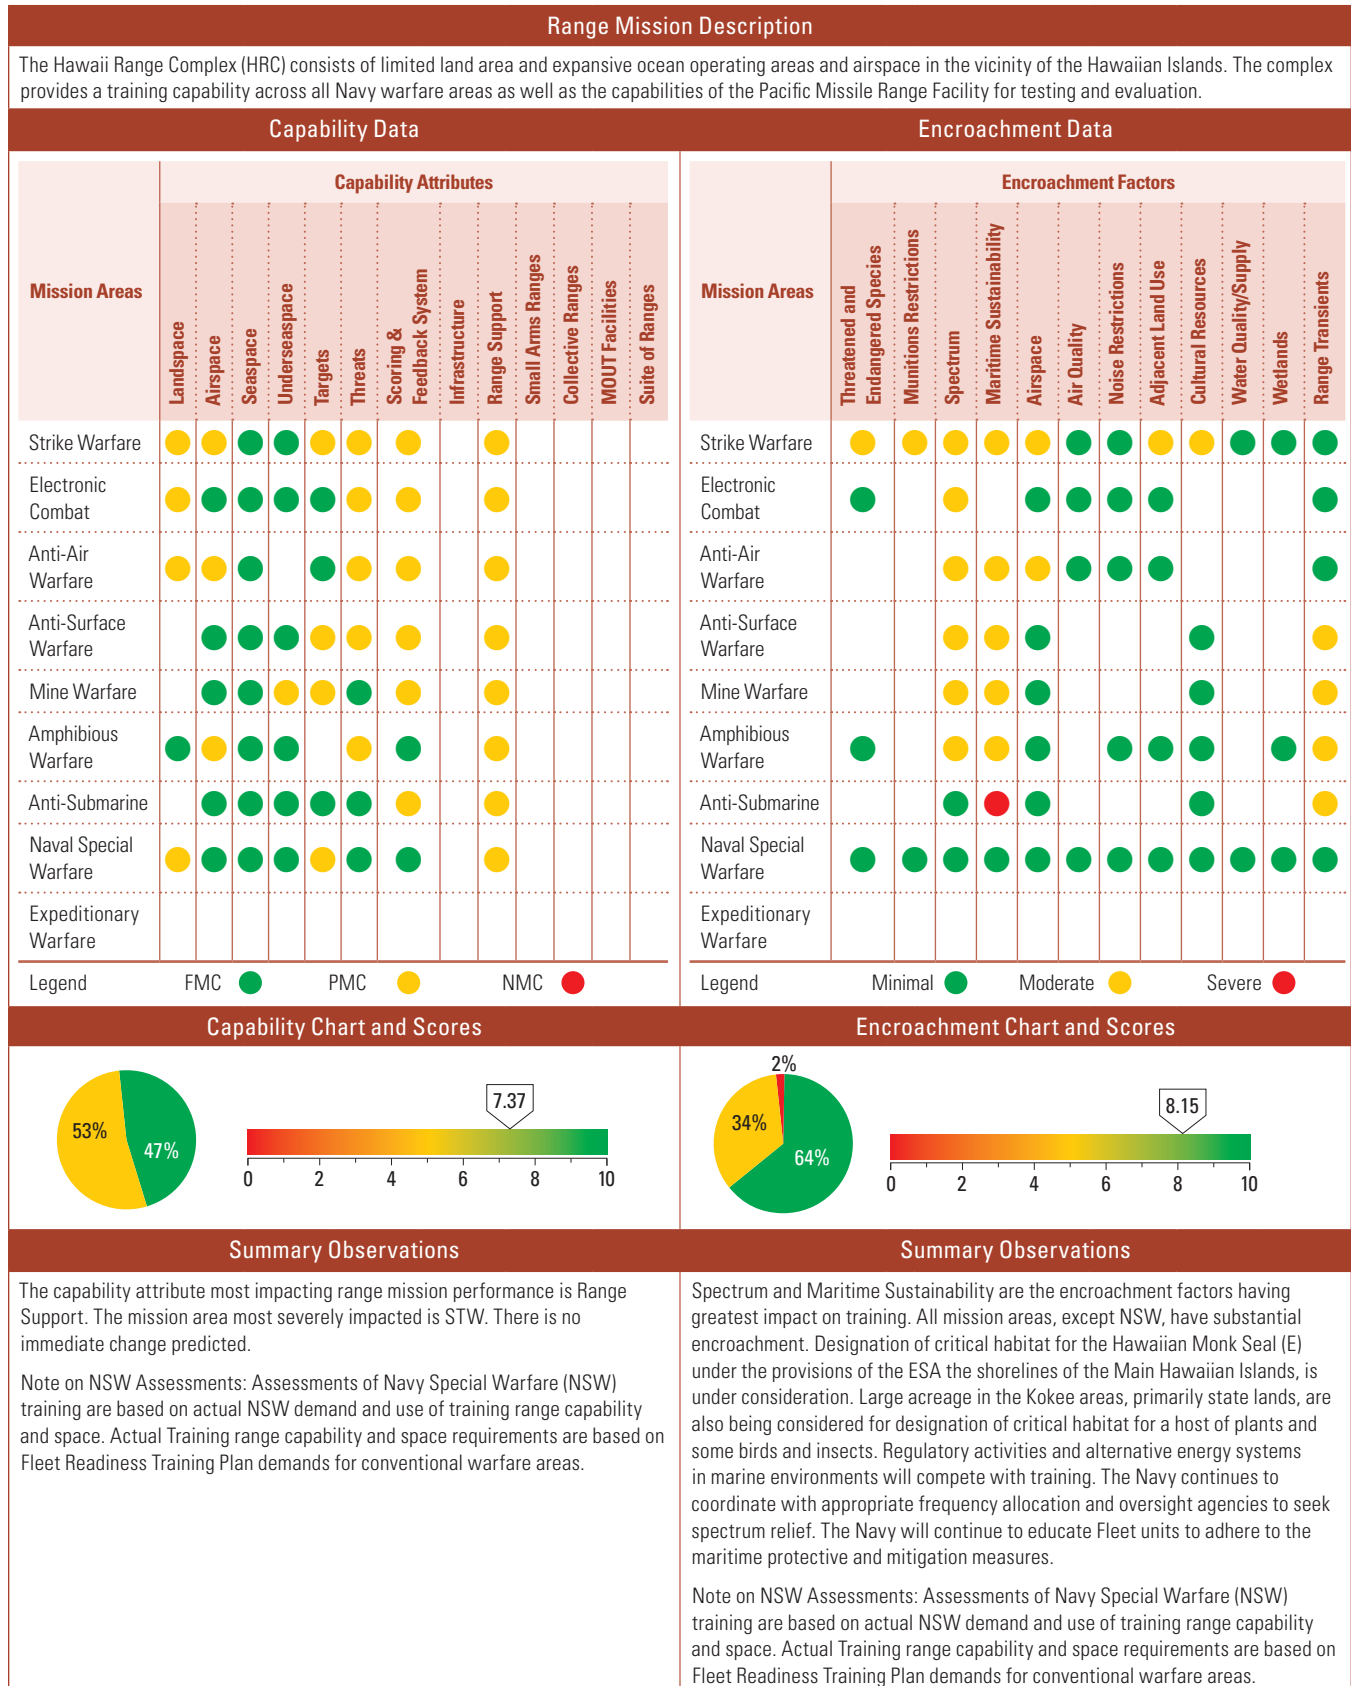 Range Mission Description
The Hawaii Range Complex (HRC) consists of limited land area and expansive ocean operating areas and airspace in the vicinity of the Hawaiian Islands. The complex
provides a training capability across all Navy warfare areas as well as the capabilities of the Pacific Missile Range Facility for testing and evaluation.
Capability Data
Mission Areas
Capability Attributes
Landspace
Airspace
Seaspace
Underseaspace
Targets
Threats
Scoring &
Feedback System
Infrastructure
Range Support
Small Arms Ranges
Collective Ranges
MOUT Facilities
Suite of Ranges
Strike Warfare
Electronic
Combat
Anti-Air
Warfare
Anti-Surface
Warfare
Mine Warfare
Amphibious
Warfare
Anti-Submarine
Naval Special
Warfare
Expeditionary
Warfare
Legend FMC PMC NMC
Encroachment Data
Mission Areas
Encroachment Factors
Threatened and
Endangered Species
Munitions Restrictions
Spectrum
Maritime Sustainability
Airspace
Air Quality
Noise Restrictions
Adjacent Land Use
Cultural Resources
Water Quality/Supply
Wetlands
Range Transients
Strike Warfare
Electronic
Combat
Anti-Air
Warfare
Anti-Surface
Warfare
Mine Warfare
Amphibious
Warfare
Anti-Submarine
Naval Special
Warfare
Expeditionary
Warfare
Legend Minimal Moderate Severe
Capability Chart and Scores
53%
47%
7.37
0 2 4 6 8 10
Encroachment Chart and Scores
2%
34%
64%
8.15
0 2 4 6 8 10
Summary Observations
The capability attribute most impacting range mission performance is Range
Support. The mission area most severely impacted is STW. There is no
immediate change predicted.
Note on NSW Assessments: Assessments of Navy Special Warfare (NSW)
training are based on actual NSW demand and use of training range capability
and space. Actual Training range capability and space requirements are based on
Fleet Readiness Training Plan demands for conventional warfare areas.
Summary Observations
Spectrum and Maritime Sustainability are the encroachment factors having
greatest impact on training. All mission areas, except NSW, have substantial
encroachment. Designation of critical habitat for the Hawaiian Monk Seal (E)
under the provisions of the ESA the shorelines of the Main Hawaiian Islands, is
under consideration. Large acreage in the Kokee areas, primarily state lands, are
also being considered for designation of critical habitat for a host of plants and
some birds and insects. Regulatory activities and alternative energy systems
in marine environments will compete with training. The Navy continues to
coordinate with appropriate frequency allocation and oversight agencies to seek
spectrum relief. The Navy will continue to educate Fleet units to adhere to the
maritime protective and mitigation measures.
Note on NSW Assessments: Assessments of Navy Special Warfare (NSW)
training are based on actual NSW demand and use of training range capability
and space. Actual Training range capability and space requirements are based on
Fleet Readiness Training Plan demands for conventional warfare areas.